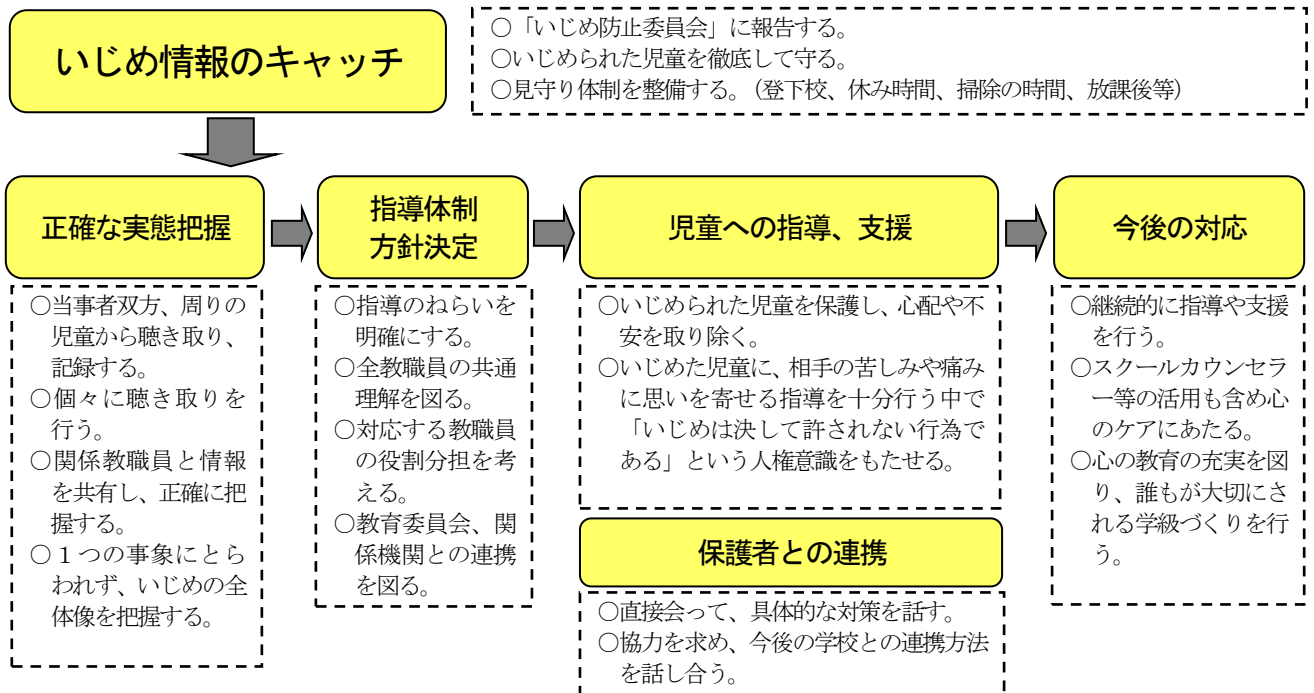 いじめ情報のキャッチ
○「いじめ防止委員会」に報告する。
○いじめられた児童を徹底して守る。
○見守り体制を整備する。（登下校、休み時間、掃除の時間、放課後等）
正確な実態把握
○当事者双方、周りの
児童から聴き取り、
記録する。
○個々に聴き取りを
行う。
○関係教職員と情報
を共有し、正確に把
握する。
○１つの事象にとら
われず、いじめの全
体像を把握する。
指導体制
方針決定
○指導のねらいを
明確にする。
○全教職員の共通
理解を図る。
○対応する教職員
の役割分担を考
える。
○教育委員会、関
係機関との連携
を図る。
児童への指導、支援
○いじめられた児童を保護し、心配や不
安を取り除く。
○いじめた児童に、相手の苦しみや痛み
に思いを寄せる指導を十分行う中で
「いじめは決して許されない行為で
ある」という人権意識をもたせる。
保護者との連携
○直接会って、具体的な対策を話す。
○協力を求め、今後の学校との連携方法
を話し合う。
今後の対応
○継続的に指導や支援
を行う。
○スクールカウンセラ
ー等の活用も含め心
のケアにあたる。
○心の教育の充実を図
り、誰もが大切にさ
れる学級づくりを行
う。